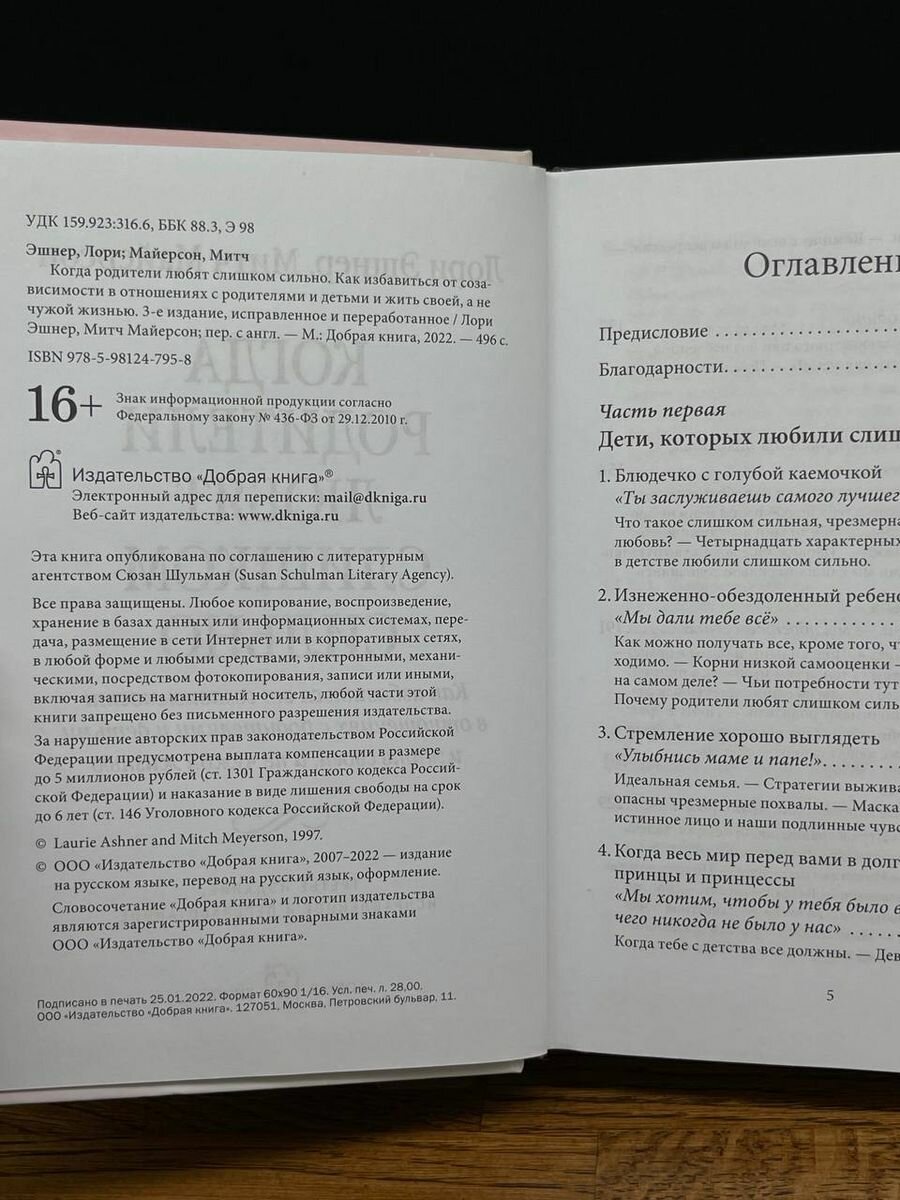 УДК 159.923:316.6, ББК 88.3, Э 98
Эшнер, Лори; Майерсон, Митч
Когда родители любят слишком сильно. Как избавиться от соза-
висимости в отношениях с родителями и детьми и жить своей, а не
чужой жизнью. 3-е издание, исправленное и переработанное / Лори
Эшнер, Митч Майерсон; пер. с англ. — М.: Добрая книга, 2022. — 496 с.
ISBN 978-5-98124-795-8
16+
Знак информационной продукции согласно
Федеральному закону № 436-ФЗ от 29.12.2010 г.
Издательство «Добрая книга»®
Электронный адрес для переписки: mail@dkniga.ru
Веб-сайт издательства: www.dkniga.ru
Эта книга опубликована по соглашению с литературным
агентством Сюзан Шульман (Susan Schulman Literary Agency).
Все права защищены. Любое копирование, воспроизведение,
хранение в базах данных или информационных системах, пере-
дача, размещение в сети Интернет или в корпоративных сетях,
в любой форме и любыми средствами, электронными, механи-
ческими, посредством фотокопирования, записи или иными,
включая запись на магнитный носитель, любой части этой
книги запрещено без письменного разрешения издательства.
За нарушение авторских прав законодательством Российской
Федерации предусмотрена выплата компенсации в размере
до 5 миллионов рублей (ст. 1301 Гражданского кодекса Россий-
ской Федерации) и наказание в виде лишения свободы на срок
до 6 лет (ст. 146 Уголовного кодекса Российской Федерации).
© Laurie Ashner and Mitch Meyerson, 1997.
© ООО «Издательство «Добрая книга», 2007–2022 — издание
на русском языке, перевод на русский язык, оформление.
Словосочетание «Добрая книга» и логотип издательства
являются зарегистрированными товарными знаками
ООО «Издательство «Добрая книга».
Подписано в печать 25.01.2022. Формат 60х90 1/16. Усл. печ. л. 28,00.
ООО «Издательство «Добрая книга». 127051, Москва, Петровский бульвар, 11.
Оглавлени
Предисловие
Благодарности
Часть первая
Дети, которых любили слиш
1. Блюдечко с голубой каемочкой
«Ты заслуживаешь самого лучшег
Что такое слишком сильная, чрезмерна
любовь? — Четырнадцать характерных
в детстве любили слишком сильно.
2. Изнеженно-обездоленный ребено
«Мы дали тебе всё»
Как можно получать все, кроме того, ч
ходимо. — Корни низкой самооценки —
на самом деле? — Чьи потребности тут
Почему родители любят слишком силь
3. Стремление хорошо выглядеть
«Улыбнись маме и папе!»
Идеальная семья. — Стратегии выжива
опасны чрезмерные похвалы. — Маска
истинное лицо и наши подлинные чувс
4. Когда весь мир перед вами в долг
принцы и принцессы
«Мы хотим, чтобы у тебя было в
чего никогда не было у нас»
Когда тебе с детства все должны. — Дев
5